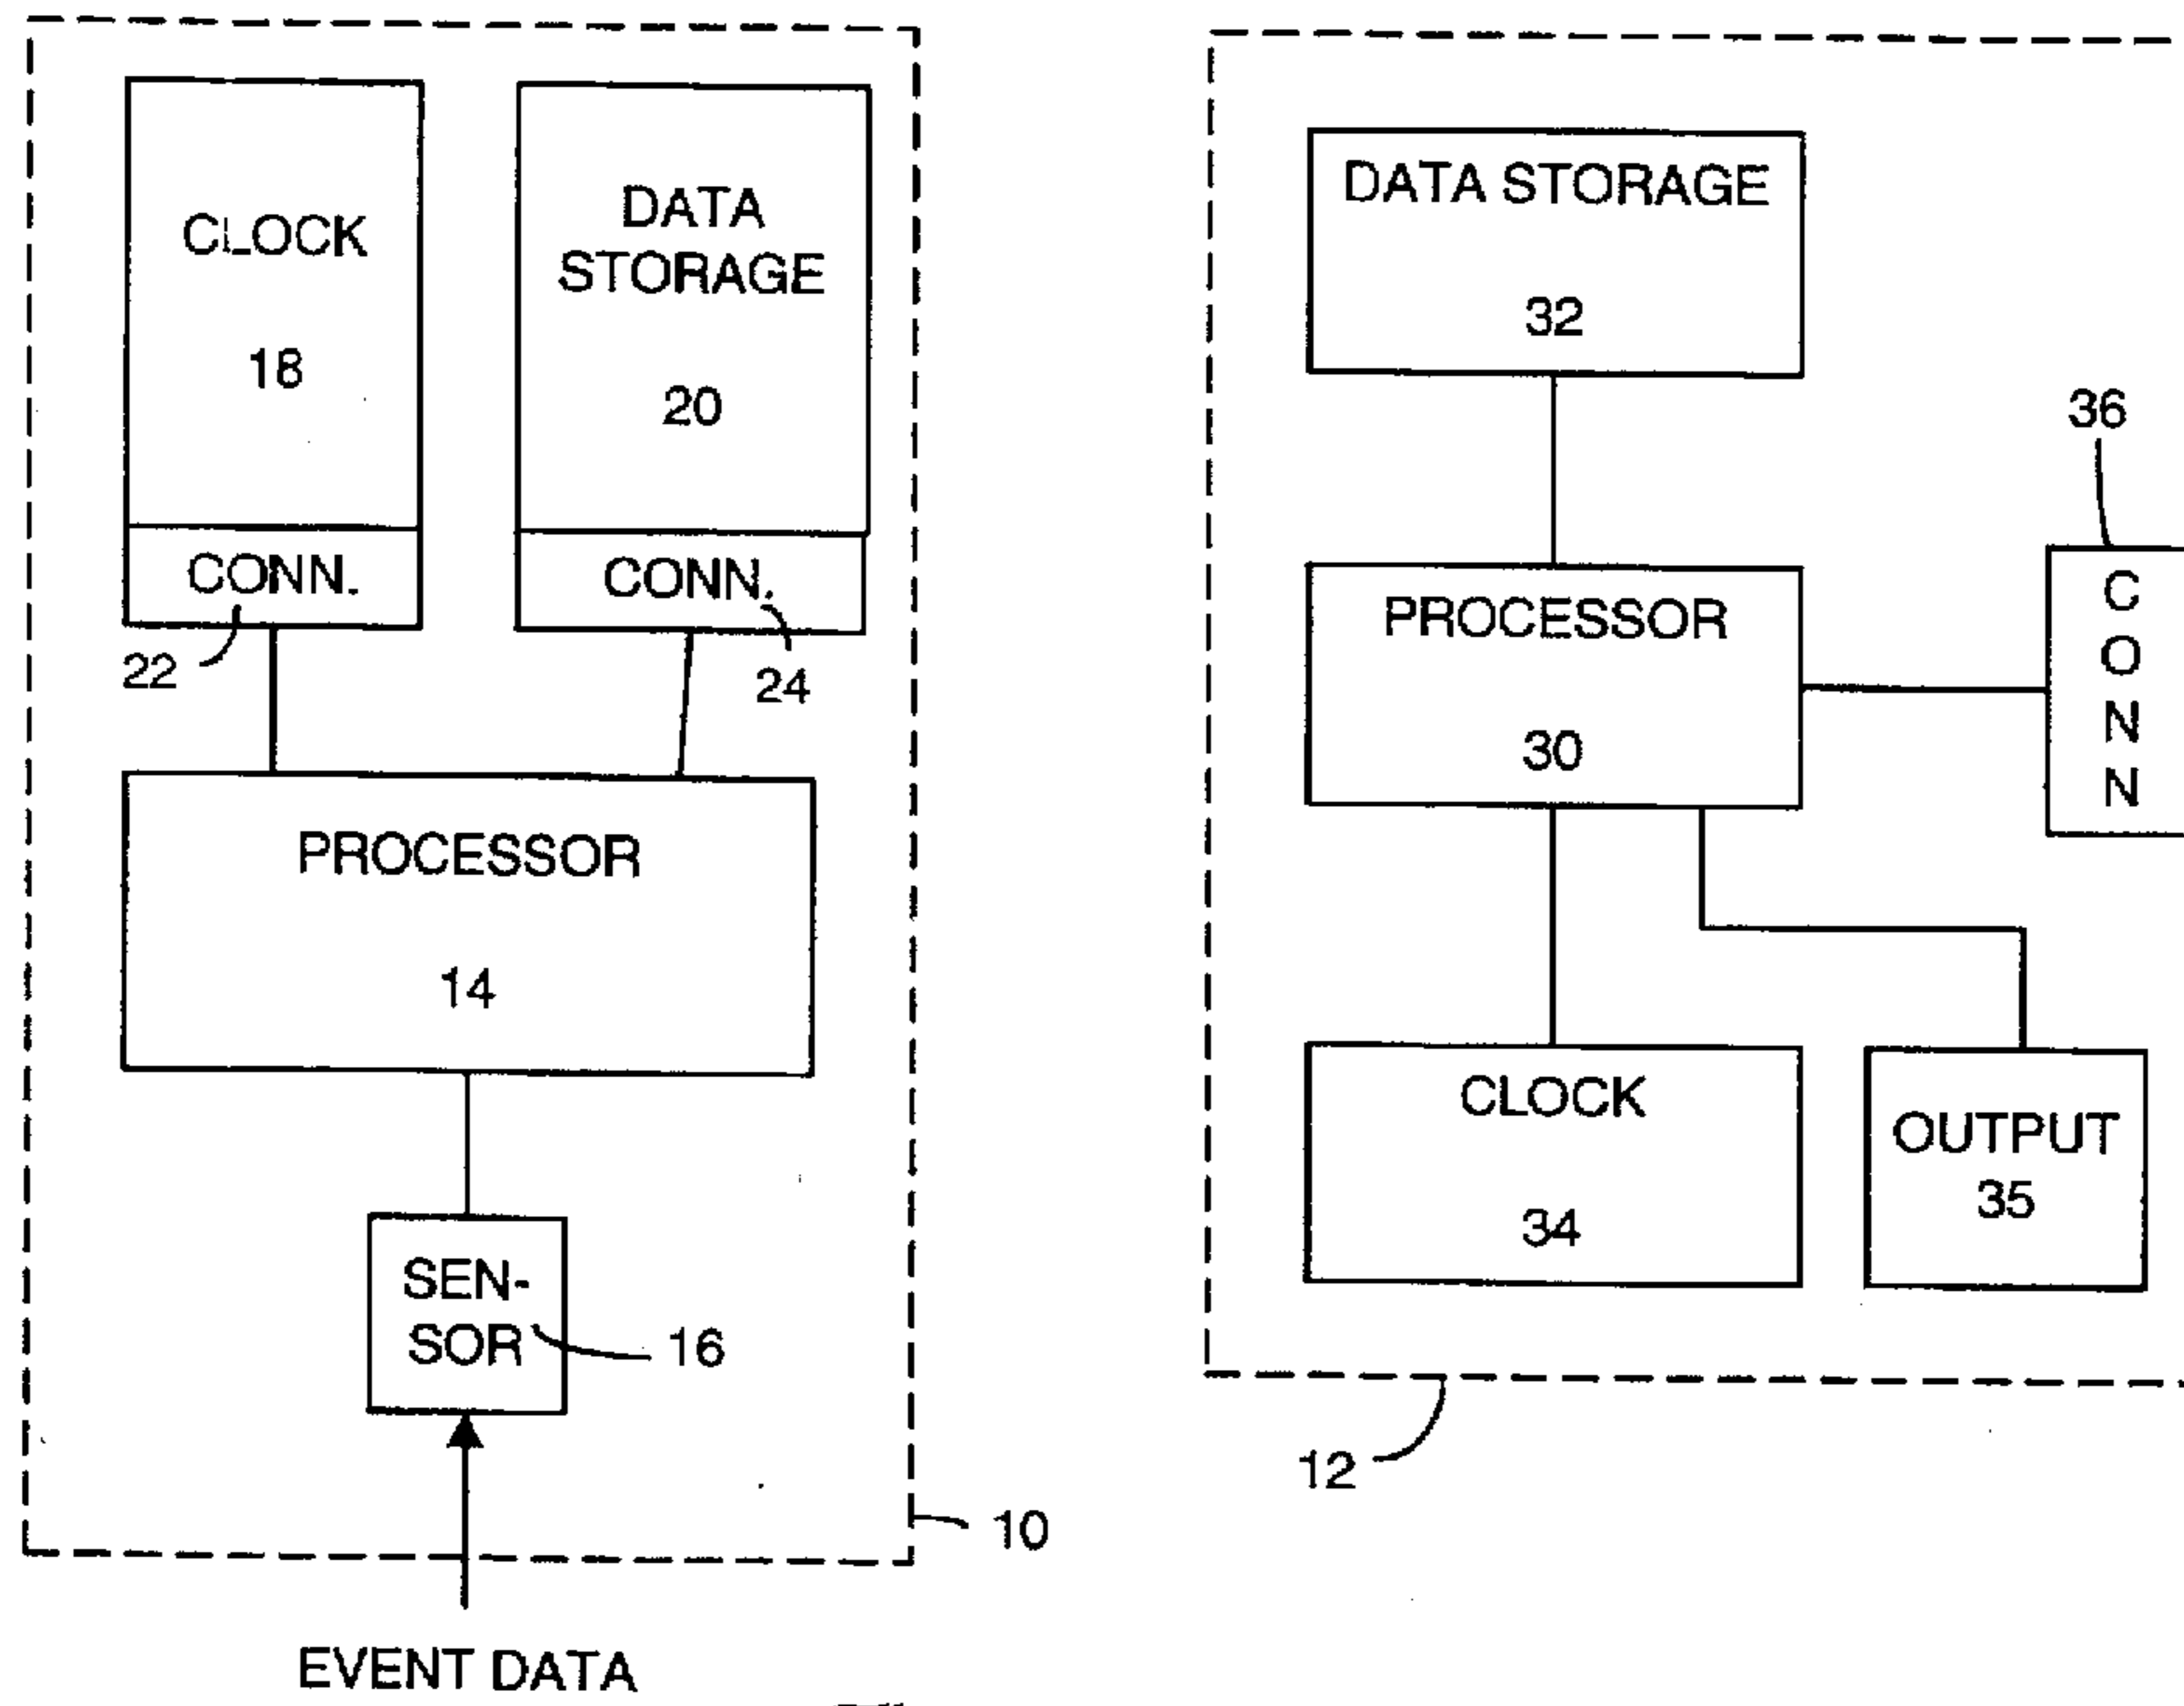 CLOCK
18
CONN.
22
DATA
STORAGE
20
CONN.
24
PROCESSOR
14
SEN-
SOR
16
10
EVENT DATA
DATA STORAGE
32
36
PROCESSOR
30
C
O
N
N
CLOCK
34
OUTPUT
35
12